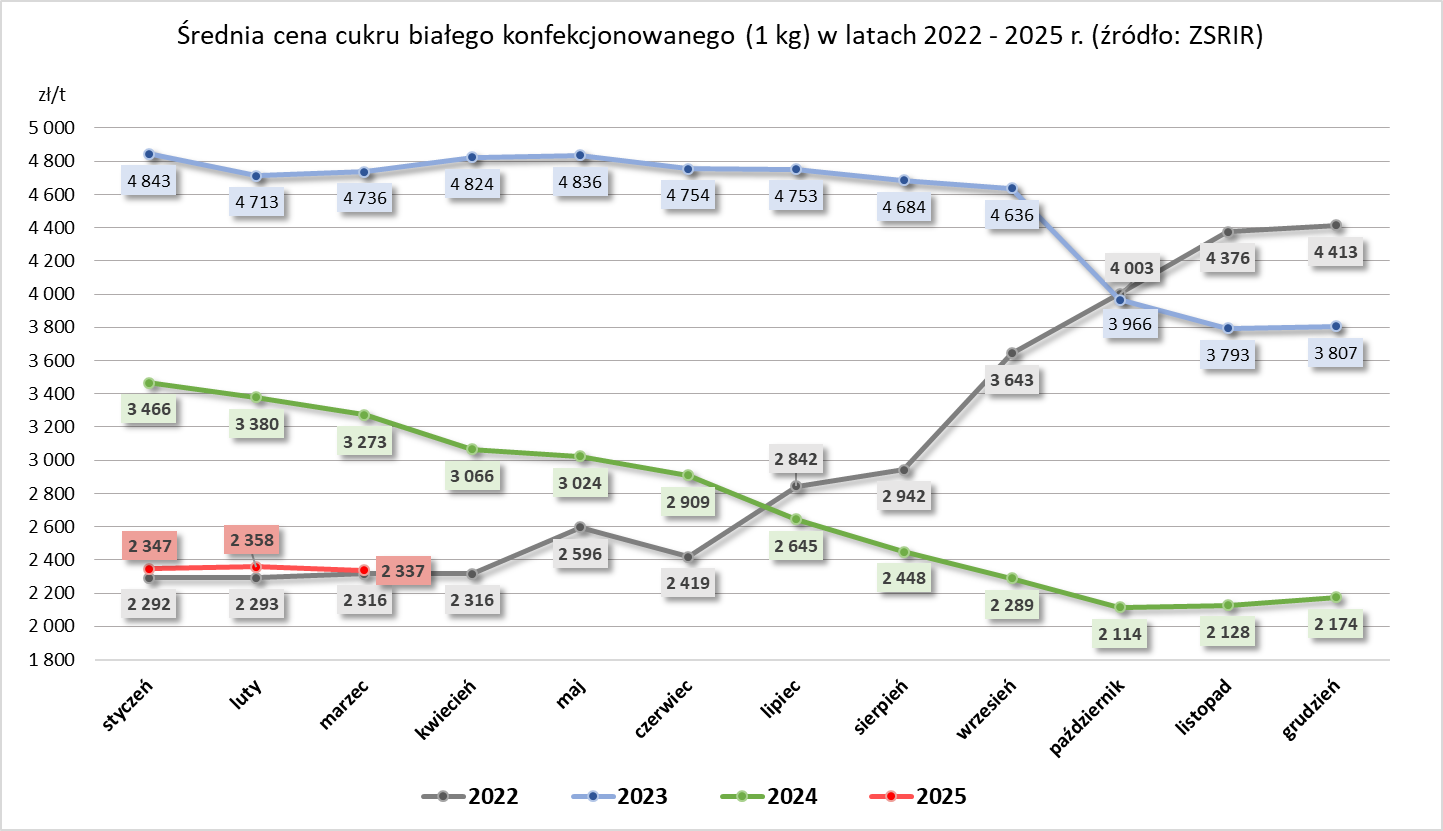 Średnia cena cukru białego konfekcjonowanego (1 kg) w latach 2022 - 2025 r. (źródło: ZSRIR)
zł/t
5 000
4 800
4 600
4 400
4 200
4 000
3 800
3 600
3 400
3 200
3 000
2 800
2 600
2 400
2 200
2 000
1 800
4 843 4 713 4 736 4 824 4 836 4 754 4 753 4 684 4 636 3 966 3 793 3 807
2 292 2 293 2 316 2 316 2 596 2 419 2 842 2 942 3 643 4 003 4 376 4 413
3 466 3 380 3 273 3 066 3 024 2 909 2 645 2 448 2 289 2 114 2 128 2 174
2 347 2 358 2 337
styczeń luty marzec kwiecień maj czerwiec lipiec sierpień wrzesień październik listopad grudzień
2022 2023 2024 2025